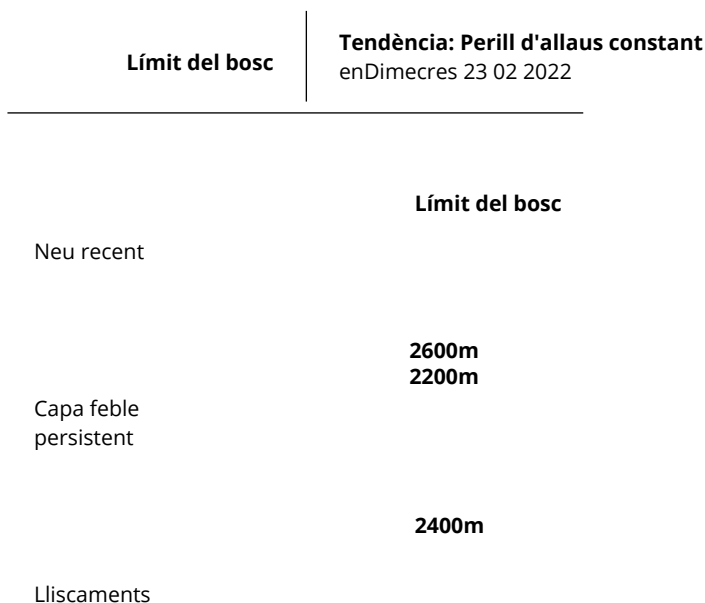 Límit del bosc
Tendència: Perill d'allaus constant
enDimecres 23 02 2022
Límit del bosc
Neu recent
2600m
2200m
Capa feble
persistent
2400m
Lliscaments